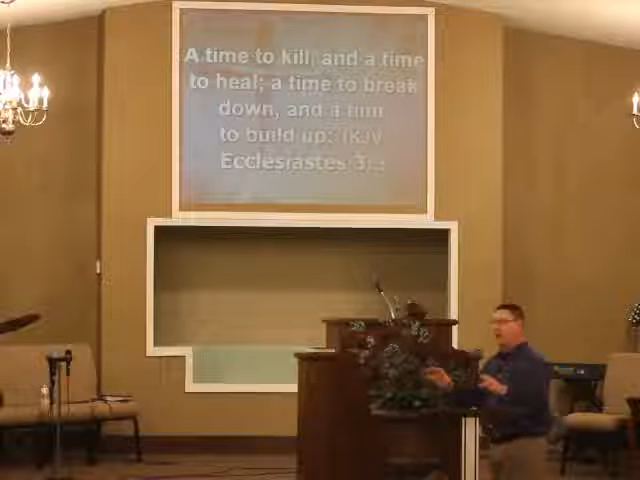 A time to kill, and a time
to heal; a time to break
down, and a time
to build up; (KJV
Ecclesiastes 3: